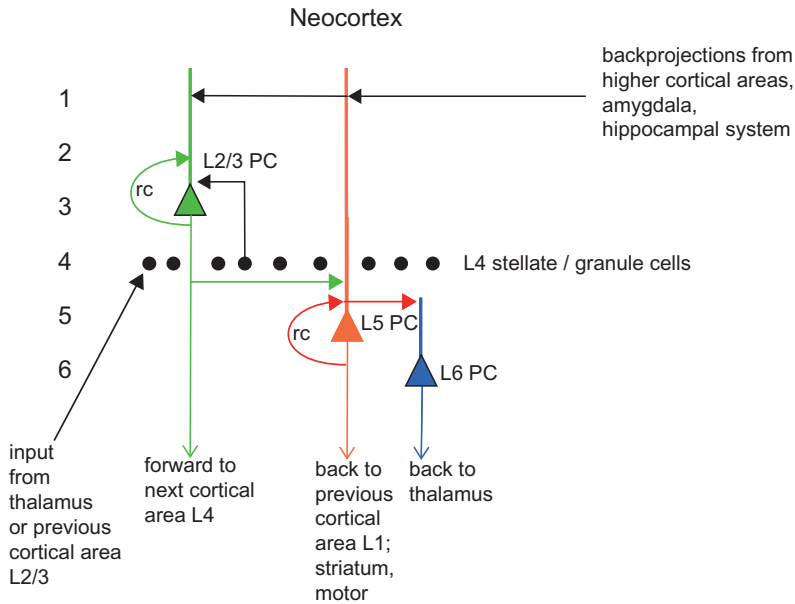 Neocortex
backprojections from
higher cortical areas,
amygdala,
hippocampal system
1
2
L2/3 PC
rc
3
4
L4 stellate / granule cells
5
L5 PC
rc
6
L6 PC
input
from
thalamus
or previous
cortical area
L2/3
forward to
next cortical
area L4
back to
previous
cortical
area L1;
striatum,
motor
back to
thalamus